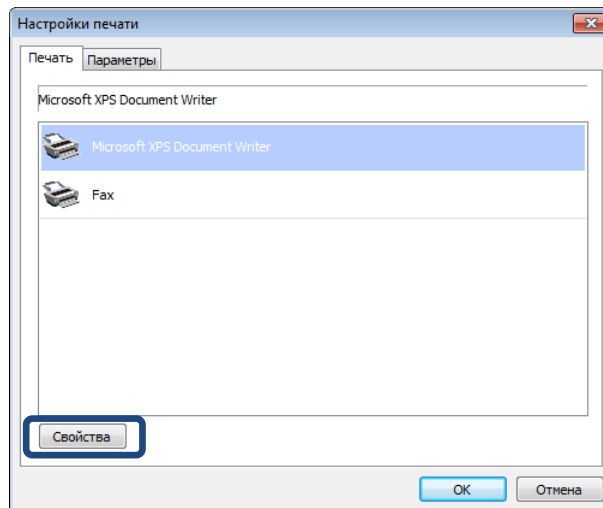 Настройки печати
Печать Параметры
Microsoft XPS Document Writer
Microsoft XPS Document Writer
Fax
Свойства
OK Отмена